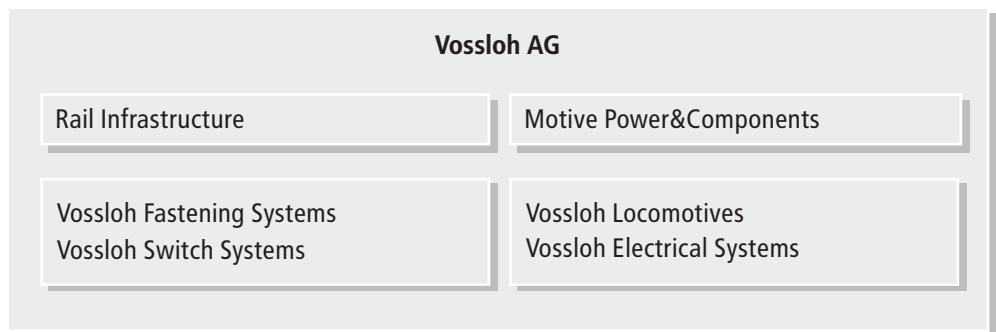 Vossloh AG
Rail Infrastructure
Motive Power&Components
Vossloh Fastening Systems
Vossloh Switch Systems
Vossloh Locomotives
Vossloh Electrical Systems